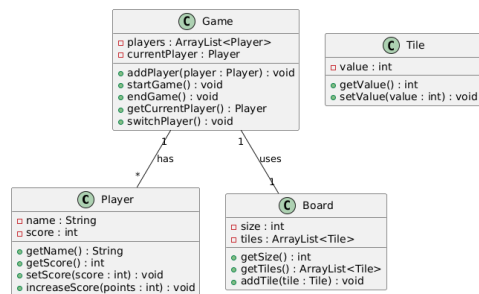 C Game
players : ArrayList<Player>
currentPlayer : Player
addPlayer(player : Player) : void
startGame() : void
endGame() : void
getCurrentPlayer() : Player
switchPlayer() : void
C Tile
value : int
getValue() : int
setValue(value : int) : void
1
has
*
1
uses
1
C Player
name : String
score : int
getName() : String
getScore() : int
setScore(score : int) : void
increaseScore(points : int) : void
C Board
size : int
tiles : ArrayList<Tile>
getSize() : int
getTiles() : ArrayList<Tile>
addTile(tile : Tile) : void